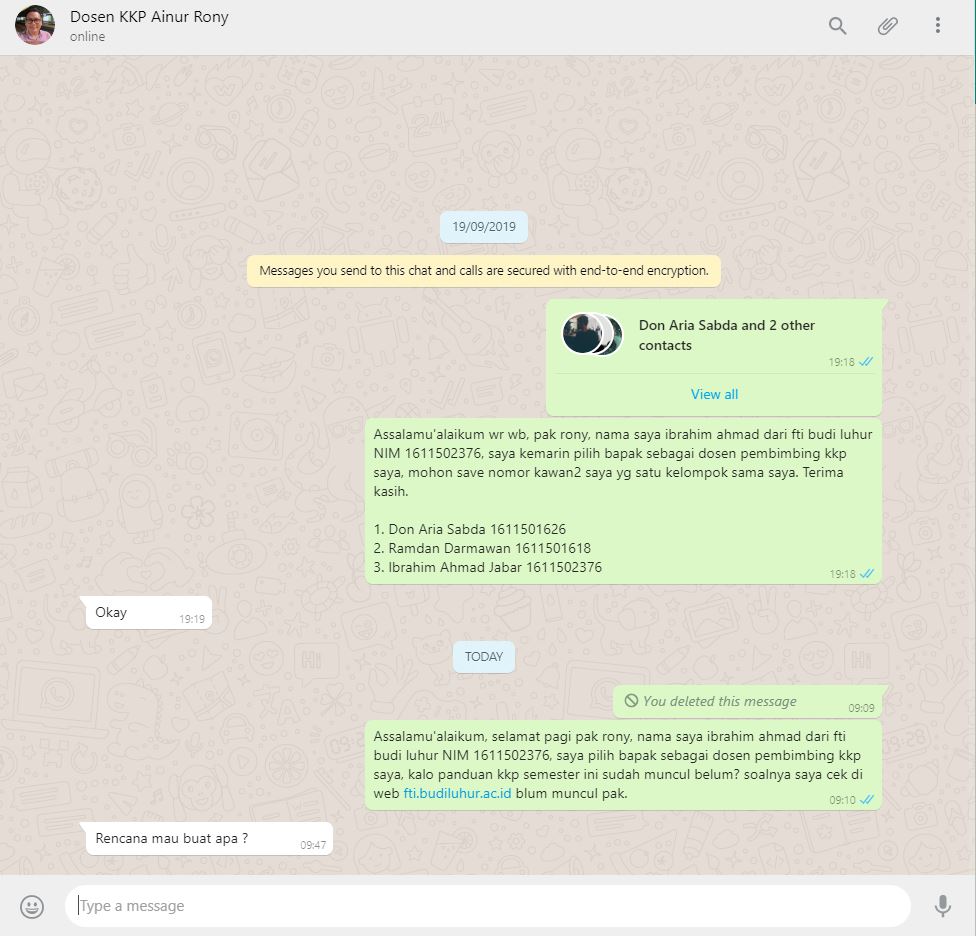 Dosen KKP Ainur Rony
online
19/09/2019
Messages you send to this chat and calls are secured with end-to-end encryption.
Don Aria Sabda and 2 other
contacts
19:18
View all
Assalamu'alaikum wr wb, pak rony, nama saya ibrahim ahmad dari fti budi luhur
NIM 1611502376, saya kemarin pilih bapak sebagai dosen pembimbing kkp
saya, mohon save nomor kawan2 saya yg satu kelompok sama saya. Terima
kasih.
1. Don Aria Sabda 1611501626
2. Ramdan Darmawan 1611501618
3. Ibrahim Ahmad Jabar 1611502376
19:18
Okay
19:19
TODAY
You deleted this message
09:09
Assalamu'alaikum, selamat pagi pak rony, nama saya ibrahim ahmad dari fti
budi luhur NIM 1611502376, saya pilih bapak sebagai dosen pembimbing kkp
saya, kalo panduan kkp semester ini sudah muncul belum? soalnya saya cek di
web fti.budiluhur.ac.id blum muncul pak.
09:10
Rencana mau buat apa ?
09:47
Type a message